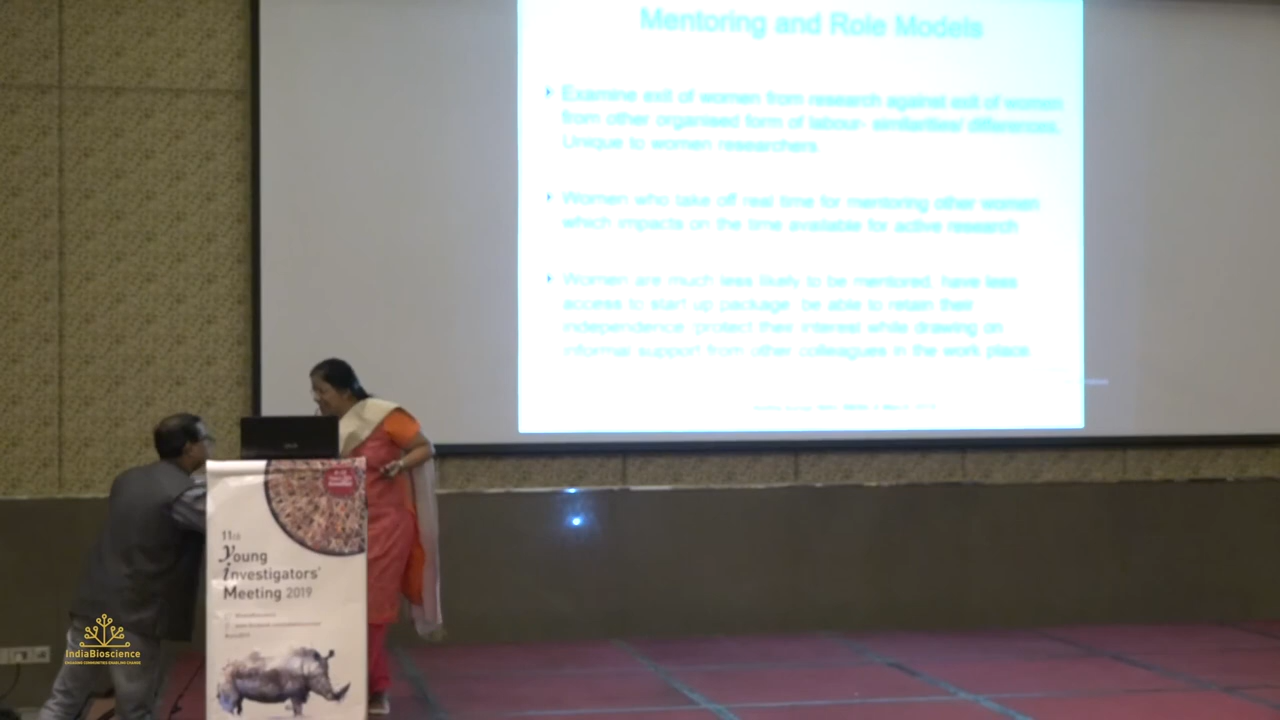 Mentoring and Role Models
Examine exit of women from research against exit of women
from other organised form of labour- similarities/ differences.
Unique to women researchers.
Women who take off real time for mentoring other women
which impacts on the time available for active research
Women are much less likely to be mentored, have less
access to start up package, be able to retain their
independence, protect their interest while drawing on
informal support from other colleagues in the work place.
11th
Young
Investigators'
Meeting 2019
IndiaBioscience